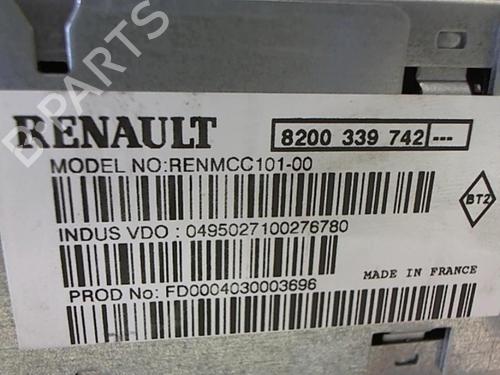 B-PARTS
RENAULT 8200 339 742 ---
MODEL NO:RENMCC101-00
BT2
INDUS VDO : 0495027100276780
MADE IN FRANCE
PROD No: FD0004030003696